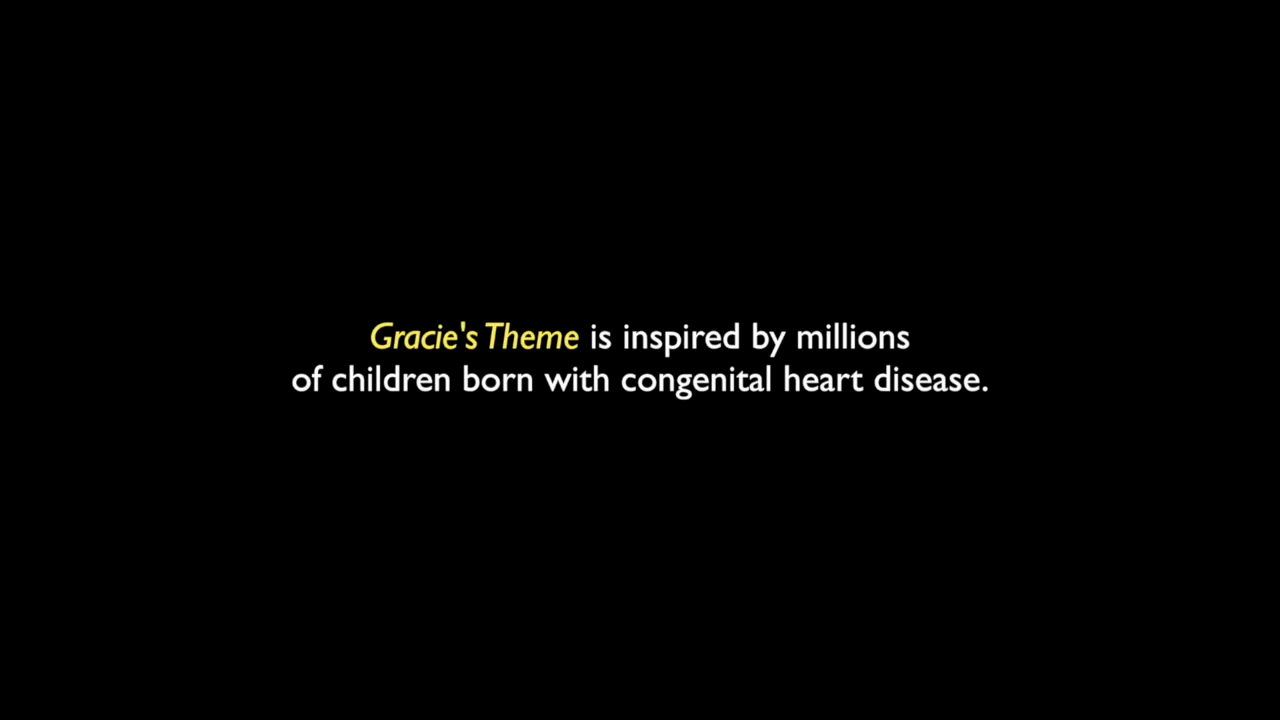 Gracie's Theme is inspired by millions
of children born with congenital heart disease.